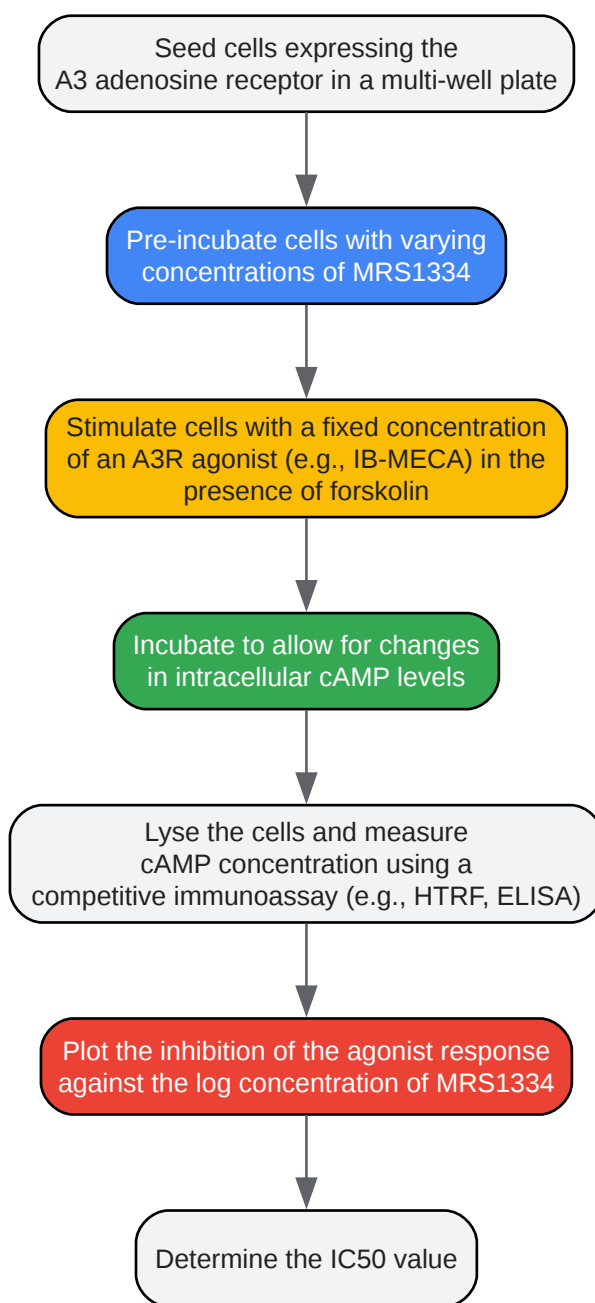 Seed cells expressing the
A3 adenosine receptor in a multi-well plate
Pre-incubate cells with varying
concentrations of MRS1334
Stimulate cells with a fixed concentration
of an A3R agonist (e.g., IB-MECA) in the
presence of forskolin
Incubate to allow for changes
in intracellular cAMP levels
Lyse the cells and measure
cAMP concentration using a
competitive immunoassay (e.g., HTRF, ELISA)
Plot the inhibition of the agonist response
against the log concentration of MRS1334
Determine the IC50 value